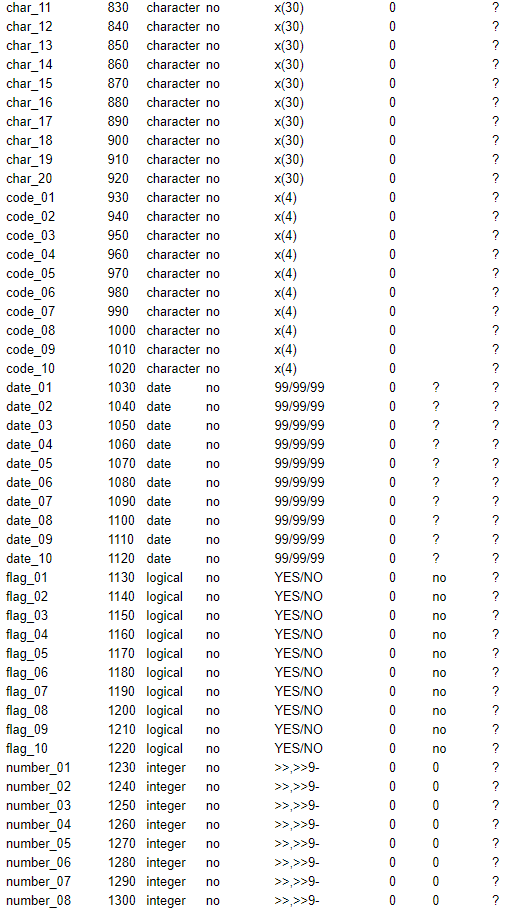 char_11 830 character no x(30) 0 ?
char_12 840 character no x(30) 0 ?
char_13 850 character no x(30) 0 ?
char_14 860 character no x(30) 0 ?
char_15 870 character no x(30) 0 ?
char_16 880 character no x(30) 0 ?
char_17 890 character no x(30) 0 ?
char_18 900 character no x(30) 0 ?
char_19 910 character no x(30) 0 ?
char_20 920 character no x(30) 0 ?
code_01 930 character no x(4) 0 ?
code_02 940 character no x(4) 0 ?
code_03 950 character no x(4) 0 ?
code_04 960 character no x(4) 0 ?
code_05 970 character no x(4) 0 ?
code_06 980 character no x(4) 0 ?
code_07 990 character no x(4) 0 ?
code_08 1000 character no x(4) 0 ?
code_09 1010 character no x(4) 0 ?
code_10 1020 character no x(4) 0 ?
date_01 1030 date no 99/99/99 0 ? ?
date_02 1040 date no 99/99/99 0 ? ?
date_03 1050 date no 99/99/99 0 ? ?
date_04 1060 date no 99/99/99 0 ? ?
date_05 1070 date no 99/99/99 0 ? ?
date_06 1080 date no 99/99/99 0 ? ?
date_07 1090 date no 99/99/99 0 ? ?
date_08 1100 date no 99/99/99 0 ? ?
date_09 1110 date no 99/99/99 0 ? ?
date_10 1120 date no 99/99/99 0 ? ?
flag_01 1130 logical no YES/NO 0 no ?
flag_02 1140 logical no YES/NO 0 no ?
flag_03 1150 logical no YES/NO 0 no ?
flag_04 1160 logical no YES/NO 0 no ?
flag_05 1170 logical no YES/NO 0 no ?
flag_06 1180 logical no YES/NO 0 no ?
flag_07 1190 logical no YES/NO 0 no ?
flag_08 1200 logical no YES/NO 0 no ?
flag_09 1210 logical no YES/NO 0 no ?
flag_10 1220 logical no YES/NO 0 no ?
number_01 1230 integer no >>,>>9- 0 0 ?
number_02 1240 integer no >>,>>9- 0 0 ?
number_03 1250 integer no >>,>>9- 0 0 ?
number_04 1260 integer no >>,>>9- 0 0 ?
number_05 1270 integer no >>,>>9- 0 0 ?
number_06 1280 integer no >>,>>9- 0 0 ?
number_07 1290 integer no >>,>>9- 0 0 ?
number_08 1300 integer no >>,>>9- 0 0 ?